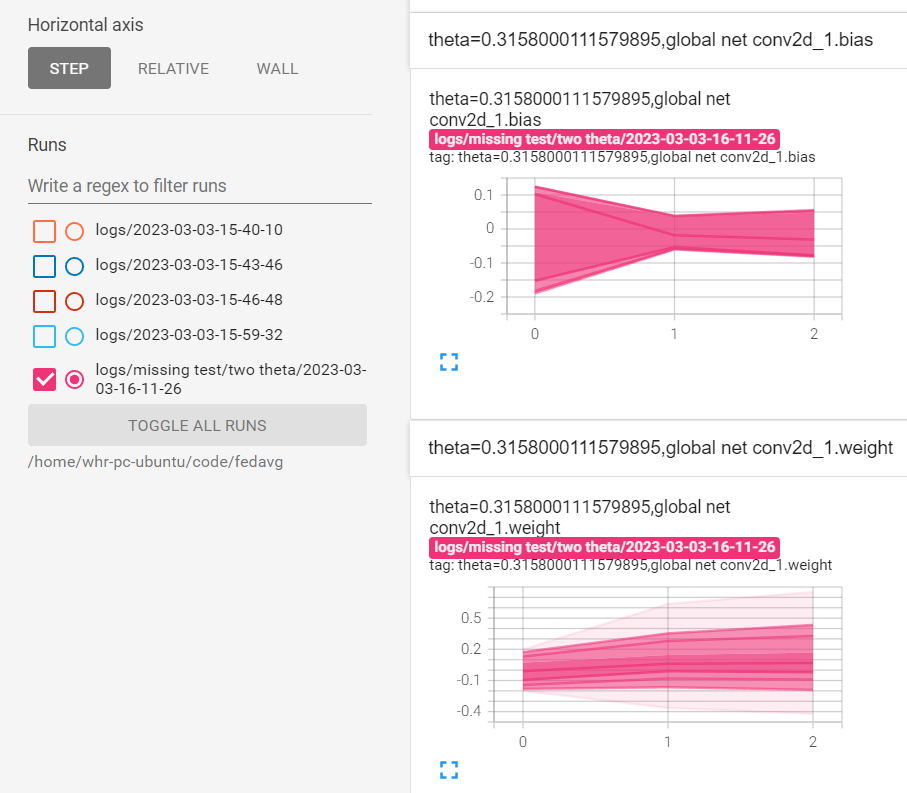 Horizontal axis
STEP RELATIVE WALL
Runs
Write a regex to filter runs
logs/2023-03-03-15-40-10
logs/2023-03-03-15-43-46
logs/2023-03-03-15-46-48
logs/2023-03-03-15-59-32
logs/missing test/two theta/2023-03-
03-16-11-26
TOGGLE ALL RUNS
/home/whr-pc-ubuntu/code/fedavg
theta=0.3158000111579895,global net conv2d_1.bias
theta=0.3158000111579895,global net
conv2d_1.bias
logs/missing test/two theta/2023-03-03-16-11-26
tag: theta=0.3158000111579895,global net conv2d_1.bias
0.1
0
-0.1
-0.2
0 1 2
theta=0.3158000111579895,global net conv2d_1.weight
theta=0.3158000111579895,global net
conv2d_1.weight
logs/missing test/two theta/2023-03-03-16-11-26
tag: theta=0.3158000111579895,global net conv2d_1.weight
0.5
0.2
-0.1
-0.4
0 1 2